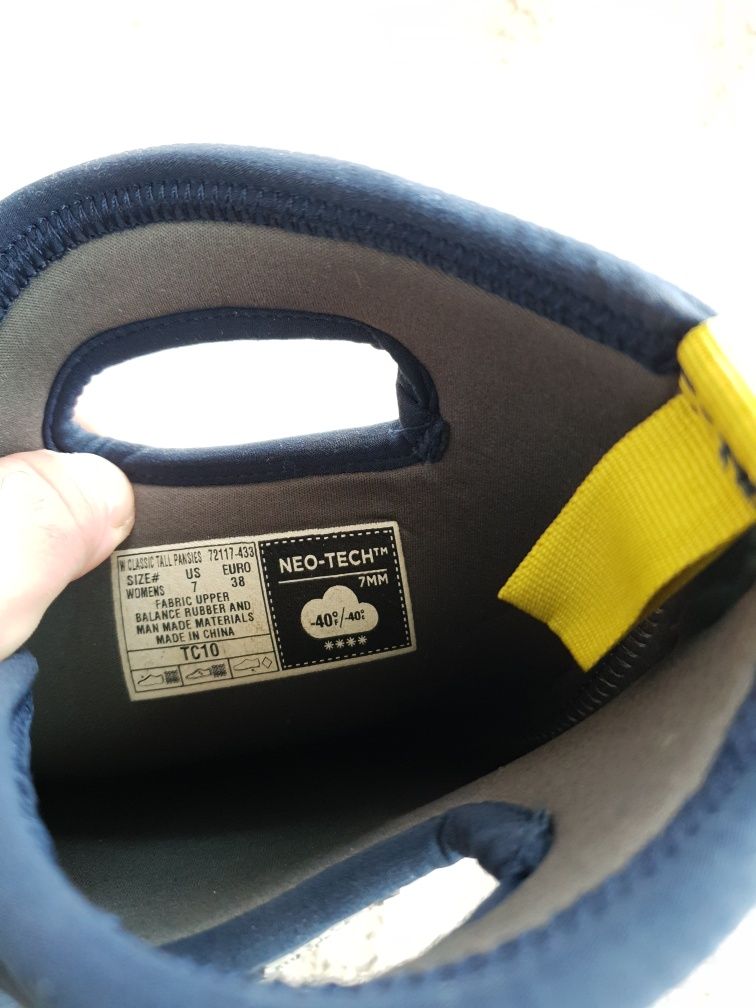 W CLASSIC TALL PANSIES 72117-433
SIZE# US EURO
WOMENS 7 38
FABRIC UPPER
BALANCE RUBBER AND
MAN MADE MATERIALS
MADE IN CHINA
TC10
NEO-TECH™
7MM
-40°F/-40°C
****